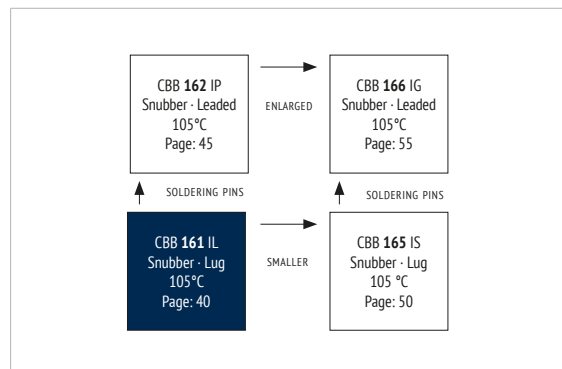 CBB 162 IP
Snubber · Leaded
105°C
Page: 45
ENLARGED
CBB 166 IG
Snubber · Leaded
105°C
Page: 55
SOLDERING PINS
SOLDERING PINS
CBB 161 IL
Snubber · Lug
105°C
Page: 40
SMALLER
CBB 165 IS
Snubber · Lug
105 °C
Page: 50